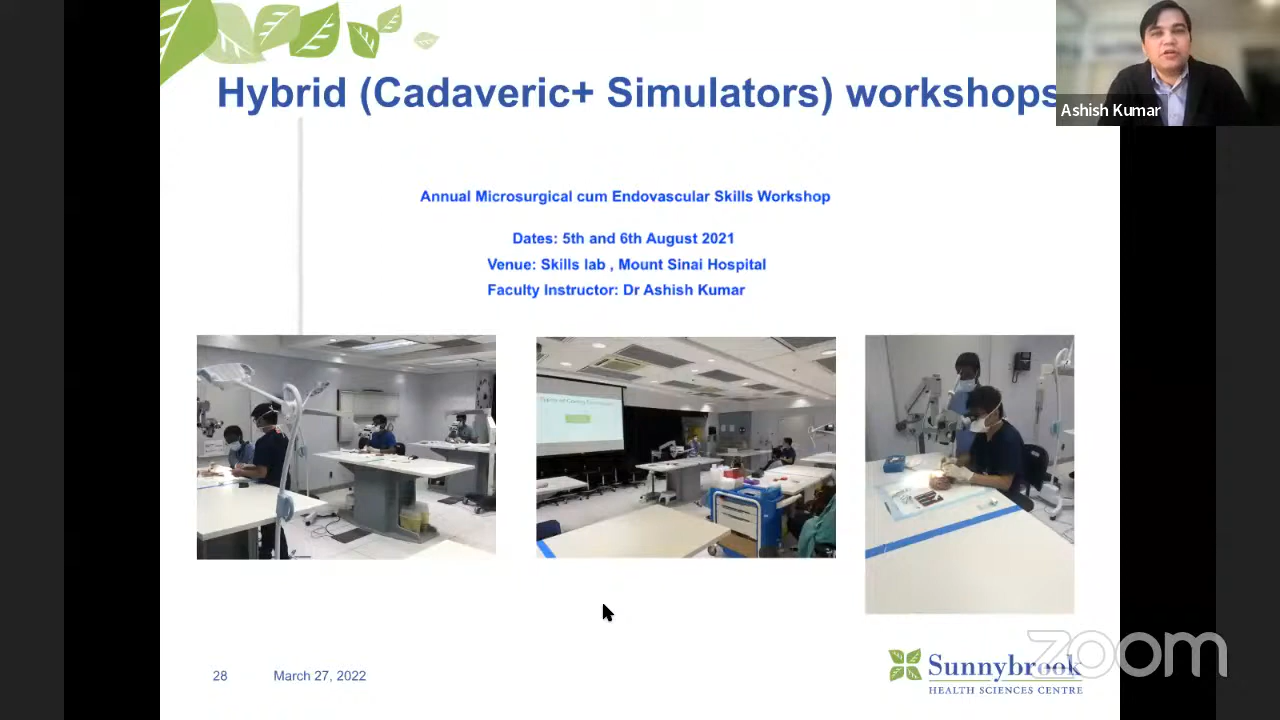 Hybrid (Cadaveric+ Simulators) workshops
Ashish Kumar
Annual Microsurgical cum Endovascular Skills Workshop
Dates: 5th and 6th August 2021
Venue: Skills lab , Mount Sinai Hospital
Faculty Instructor: Dr Ashish Kumar
28
March 27, 2022
Sunnybrook
HEALTH SCIENCES CENTRE
zoom